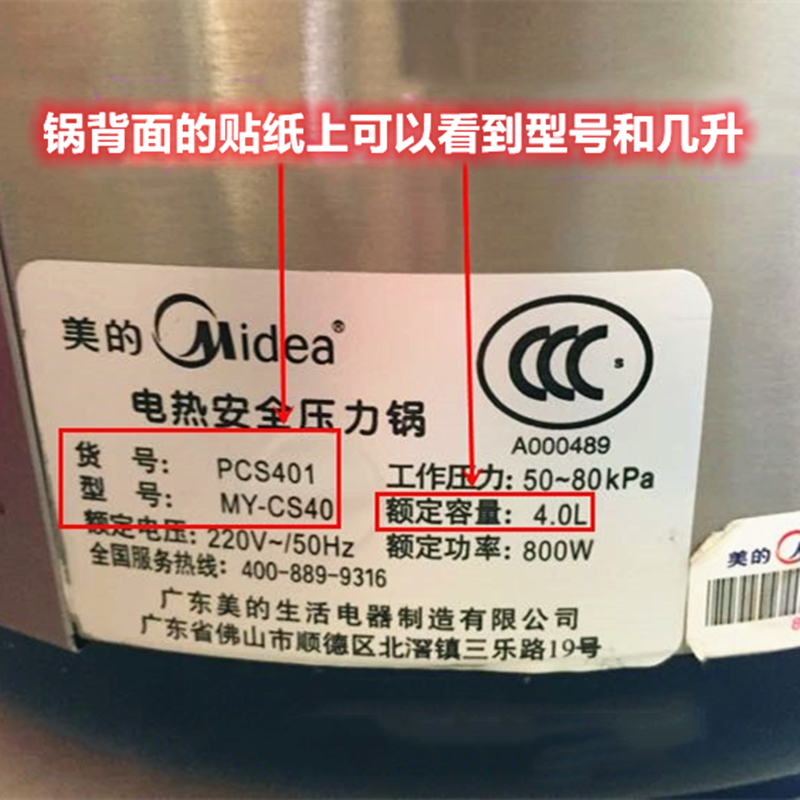 锅背面的贴纸上可以看到型号和几升
美的 Midea®
CCC S
电热安全压力锅
A000489
货 号: PCS401
工作压力: 50~80kPa
型 号: MY-CS40
额定容量: 4.0L
额定电压: 220V~/50Hz
额定功率: 800W
全国服务热线: 400-889-9316
广东美的生活电器制造有限公司
广东省佛山市顺德区北滘镇三乐路19号
美的